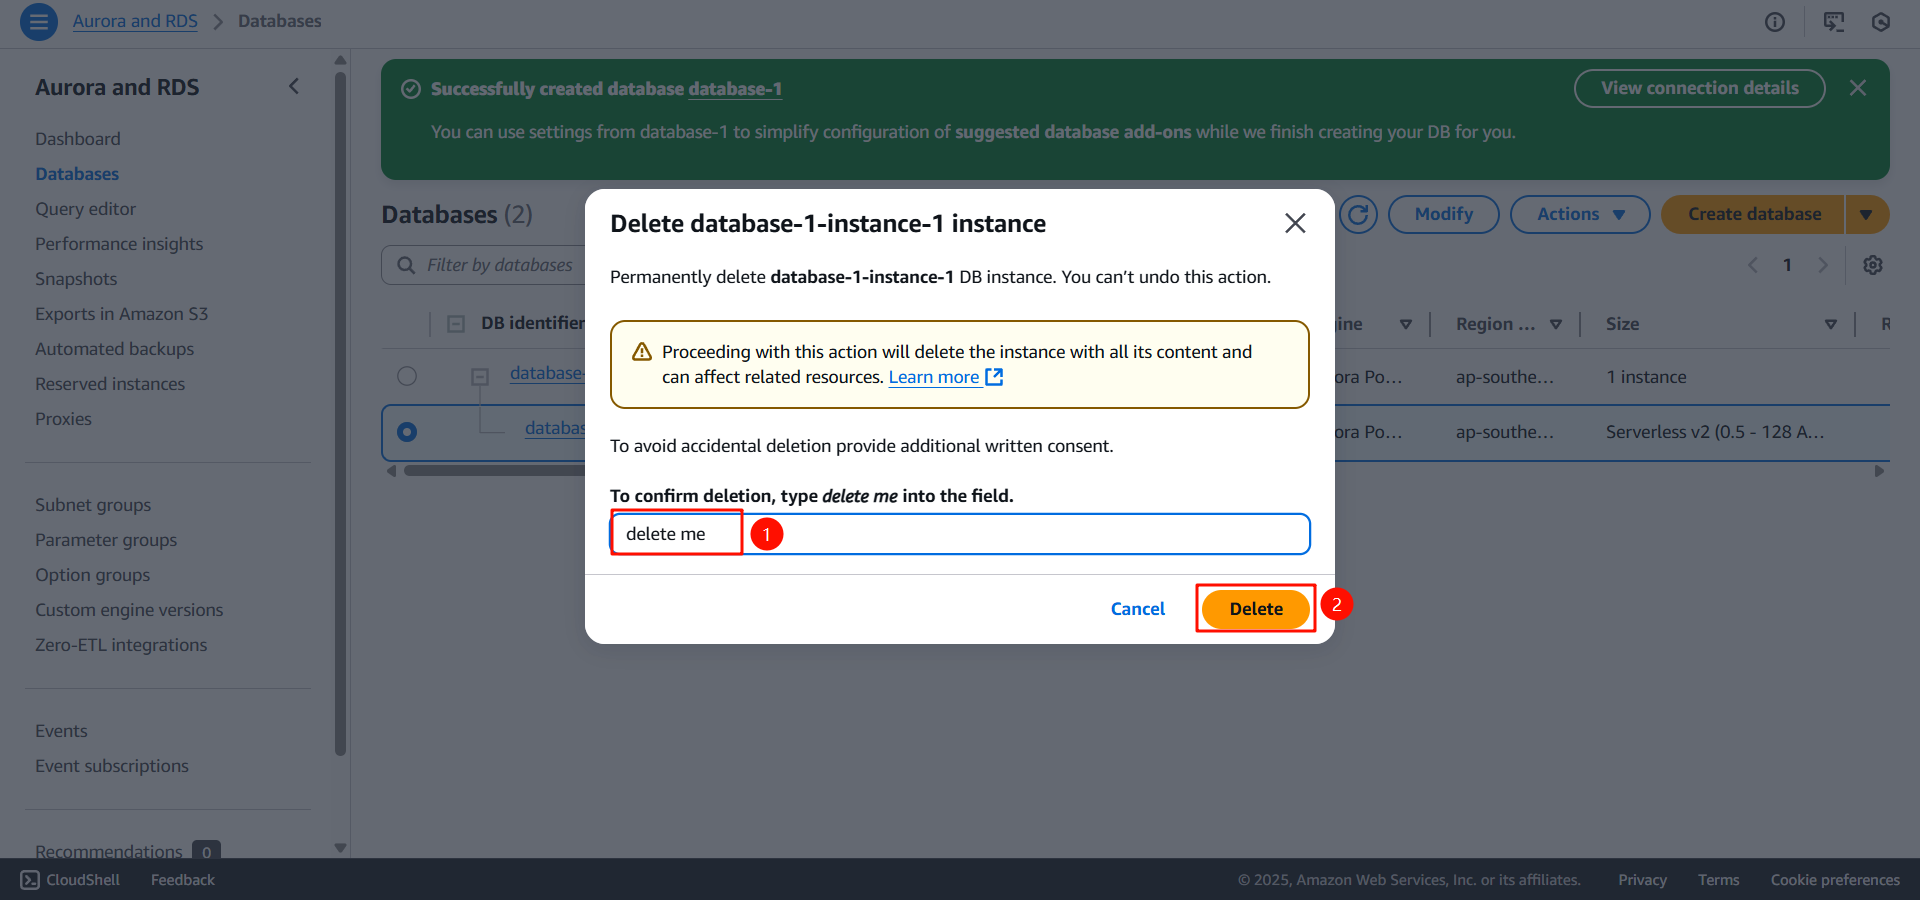 Aurora and RDS > Databases
Aurora and RDS
Dashboard
Databases
Query editor
Performance insights
Snapshots
Exports in Amazon S3
Automated backups
Reserved instances
Proxies
Subnet groups
Parameter groups
Option groups
Custom engine versions
Zero-ETL integrations
Events
Event subscriptions
Recommendations 0
Successfully created database database-1
View connection details
You can use settings from database-1 to simplify configuration of suggested database add-ons while we finish creating your DB for you.
Databases (2)
Modify
Actions
Create database
Filter by databases
1
DB identifier
Region ...
Size
database-
ora Po...
ap-southe...
1 instance
ora Po...
ap-southe...
Serverless v2 (0.5 - 128 A...
Delete database-1-instance-1 instance
Permanently delete database-1-instance-1 DB instance. You can’t undo this action.
Proceeding with this action will delete the instance with all its content and
can affect related resources. Learn more
To avoid accidental deletion provide additional written consent.
To confirm deletion, type delete me into the field.
delete me
1
Cancel
Delete
2
CloudShell
Feedback
© 2025, Amazon Web Services, Inc. or its affiliates.
Privacy
Terms
Cookie preferences